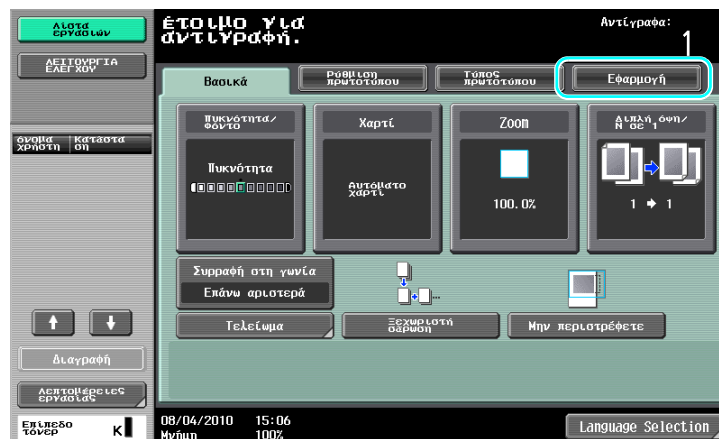 Λίστα
εργασιών
ΛΕΙΤΟΥΡΓΙΑ
ΕΛΕΓΧΟΥ
όνομα
χρήστη
Κατάστα
ση
Διαγραφή
Λεπτομέρειες
εργασίας
Επίπεδο
τόνερ
K
έτοιμο για
αντιγραφή.
Αντίγραφα:
1
Βασικά
Ρύθμιση
πρωτοτύπου
Τύπος
πρωτοτύπου
Εφαρμογή
Πυκνότητα/
Φόντο
Πυκνότητα
Χαρτί
Αυτόματο
χαρτί
Zoom
100.0%
Διπλή όψη/
N σε 1
1 → 1
Συρραφή στη γωνία
Επάνω αριστερά
Τελείωμα
Ξεχωριστή
σάρωση
Μην περιστρέφετε
08/04/2010 15:06
Μνήμη 100%
Language Selection